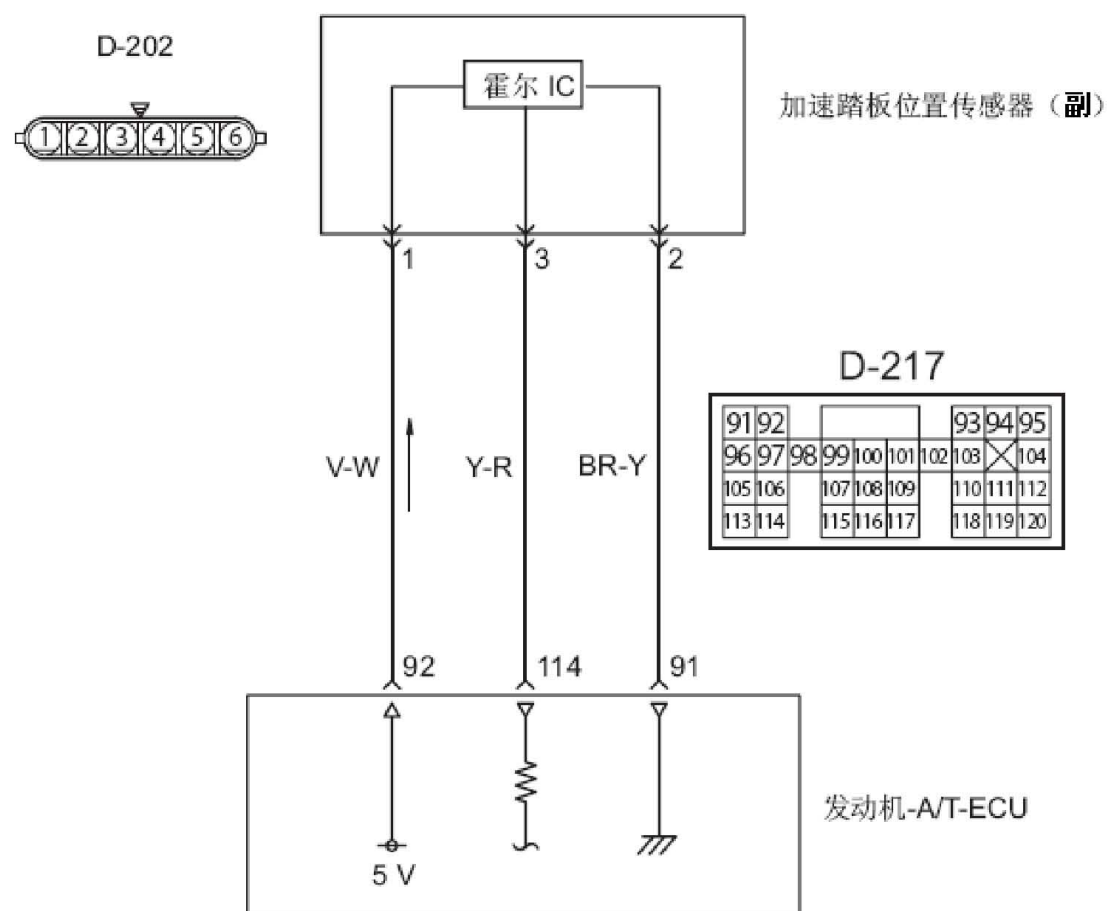 D-202
1 2 3 4 5 6
霍尔 IC
加速踏板位置传感器（副）
1 3 2
V-W Y-R BR-Y
D-217
91 92 93 94 95
96 97 98 99 100 101 102 103 104
105 106 107 108 109 110 111 112
113 114 115 116 117 118 119 120
92 114 91
5 V
发动机-A/T-ECU